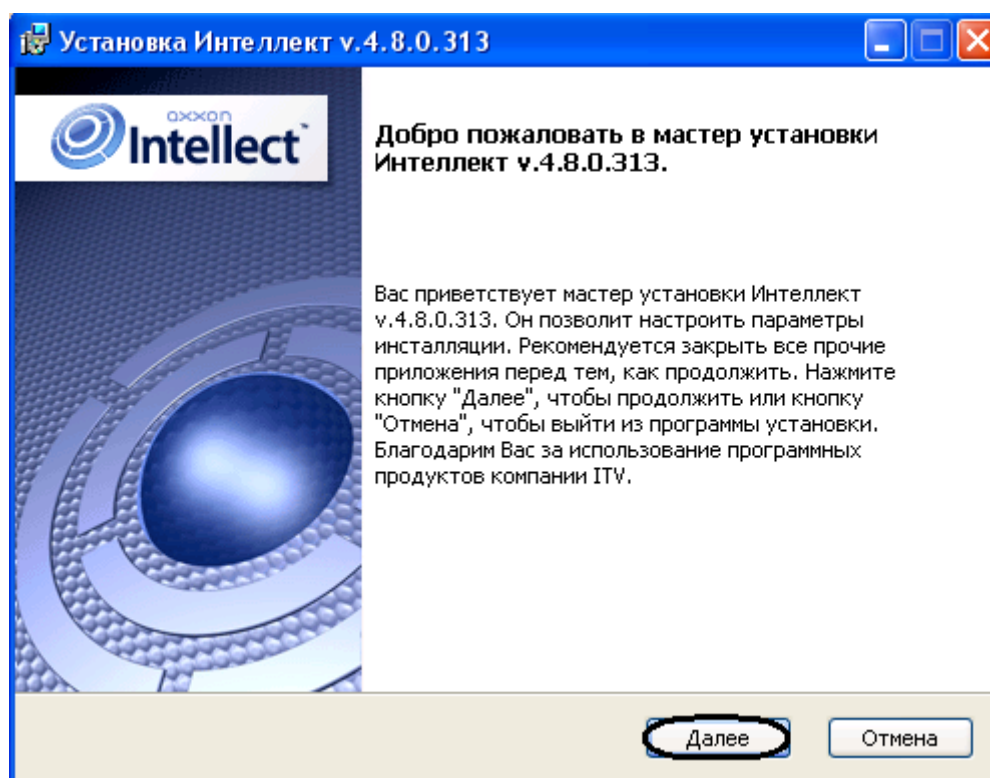 Установка Интеллект v.4.8.0.313
axxon
Intellect
Добро пожаловать в мастер установки
Интеллект v.4.8.0.313.
Вас приветствует мастер установки Интеллект
v.4.8.0.313. Он позволит настроить параметры
инсталляции. Рекомендуется закрыть все прочие
приложения перед тем, как продолжить. Нажмите
кнопку "Далее", чтобы продолжить или кнопку
"Отмена", чтобы выйти из программы установки.
Благодарим Вас за использование программных
продуктов компании ITV.
Далее
Отмена